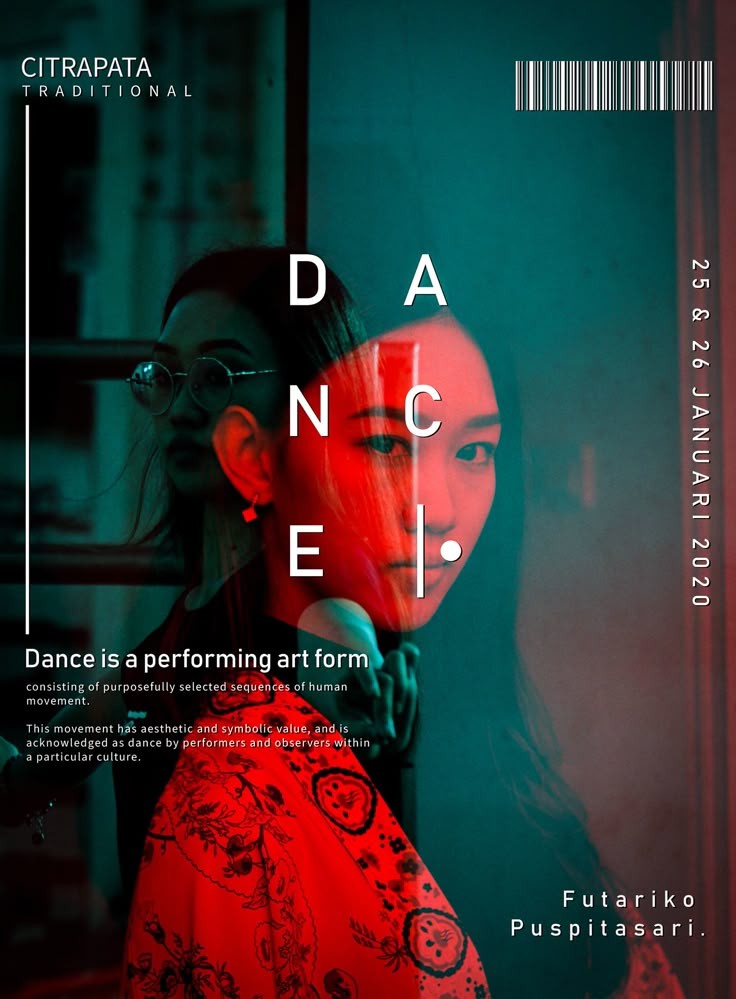 CITRAPATA
TRADITIONAL
D A
N C
E
25 & 26 JANUARI 2020
Dance is a performing art form
consisting of purposefully selected sequences of human
movement.
This movement has aesthetic and symbolic value, and is
acknowledged as dance by performers and observers within
a particular culture.
Futariko
Puspitasari.